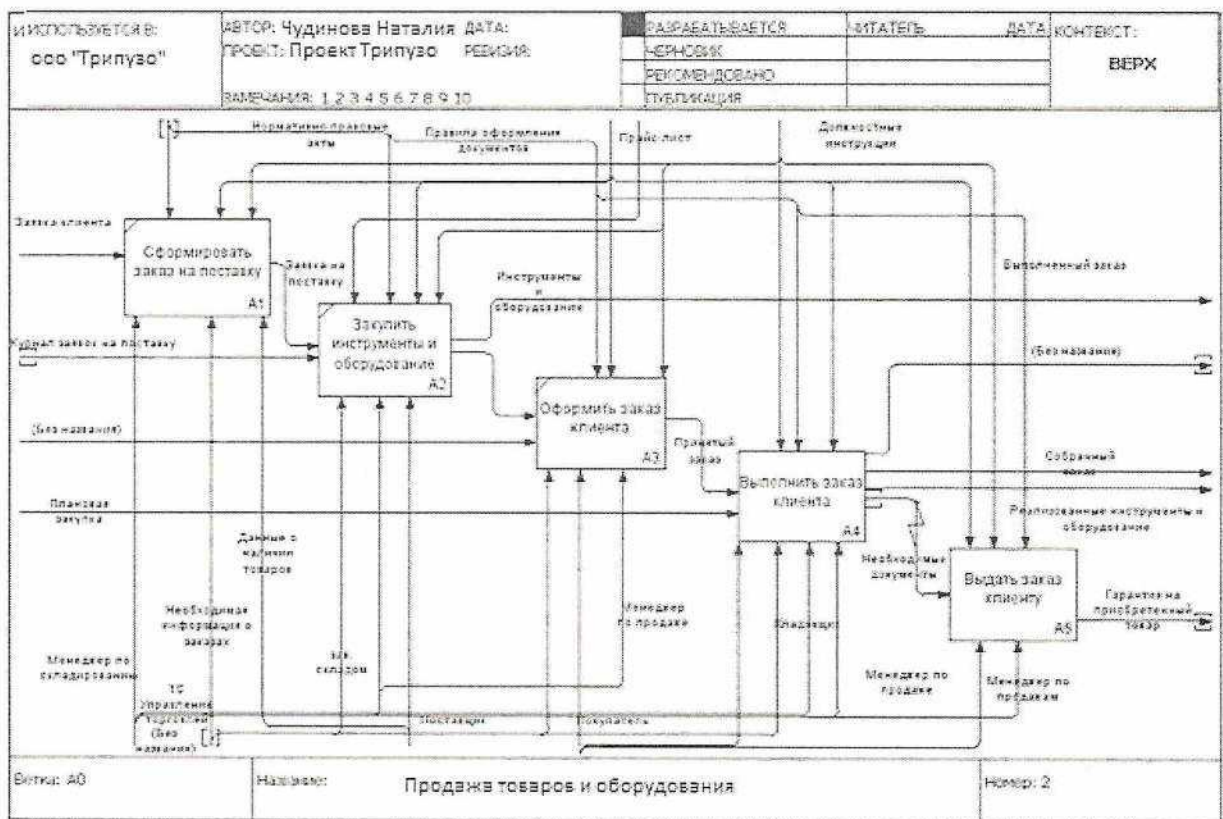 ИСПОЛЬЗУЕТСЯ В:
ооо "Трипузо"
АВТОР: Чудинова Наталия ДАТА:
ПРОЕКТ: Проект Трипузо РЕВИЗИЯ:
ЗАМЕЧАНИЯ: 1 2 3 4 5 6 7 8 9 10
РАЗРАБАТЫВАЕТСЯ
ЧЕРНОВИК
РЕКОМЕНДОВАНО
ПУБЛИКАЦИЯ
ЧИТАТЕЛЬ ДАТА
КОНТЕКСТ:
ВЕРХ
Нормативно правовые
акты
Правила оформления
документов
Прайс-лист
Должностные
инструкции
Заявка клиента
Сформировать
заказ на поставку
A1
Заявка на
поставку
Инструменты
и
оборудование
Выполненный заказ
Закупить
инструменты и
оборудование
A2
Журнал заявок на поставку
(Без названия)
Оформить заказ
клиента
A3
(Без названия)
Принятый
заказ
Собранный
заказ
Выполнить заказ
клиента
A4
Плановая
закупка
Реализованные инструменты и
оборудование
Данные о
наличии
товаров
Необходимые
документы
Выдать заказ
клиенту
A5
Гарантия на
приобретенный
товар
Необходимая
информация о
заказах
Менеджер
по продаже
Кладовщик
Менеджер по
складированию
Зав.
складом
Менеджер по
продаже
Менеджер по
продажам
1С
Управление
торговлей
(Без
названия)
Поставщик
Покупатель
Ветка: A0
Название:
Продажа товаров и оборудования
Номер: 2